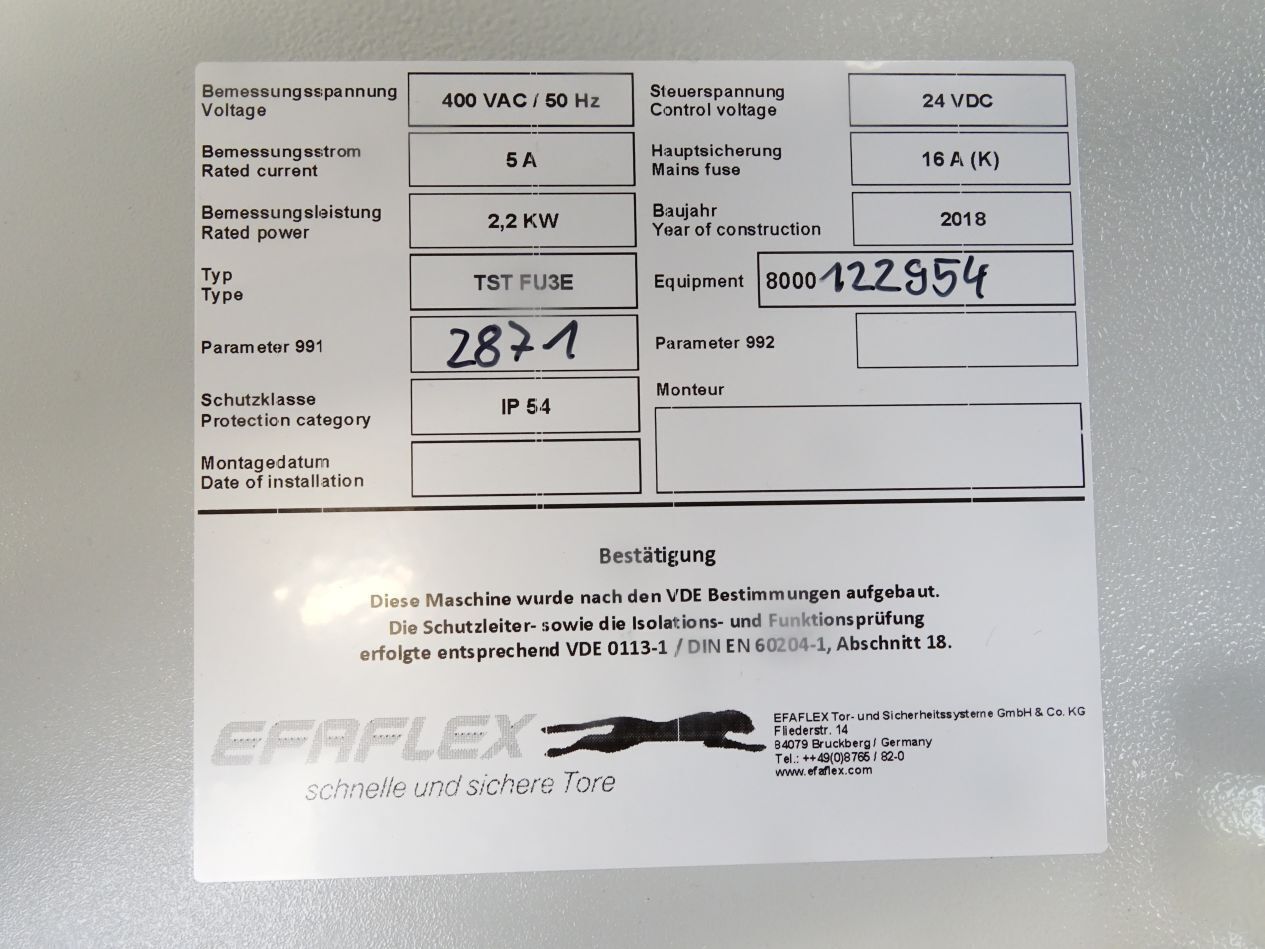 Bemessungsspannung
Voltage
400 VAC / 50 Hz
Steuerspannung
Control voltage
24 VDC
Bemessungsstrom
Rated current
5 A
Hauptsicherung
Mains fuse
16 A (K)
Bemessungsleistung
Rated power
2,2 KW
Baujahr
Year of construction
2018
Typ
Type
TST FU3E
Equipment
8000122954
Parameter 991
2871
Parameter 992
Schutzklasse
Protection category
IP 54
Monteur
Montagedatum
Date of installation
Bestätigung
Diese Maschine wurde nach den VDE Bestimmungen aufgebaut.
Die Schutzleiter- sowie die Isolations- und Funktionsprüfung
erfolgte entsprechend VDE 0113-1 / DIN EN 60204-1, Abschnitt 18.
EFAFLEX
schnelle und sichere Tore
EFAFLEX Tor- und Sicherheitssysteme GmbH & Co. KG
Fliederstr. 14
84079 Bruckberg / Germany
Tel.: ++49(0)8765 / 82-0
www.efaflex.com